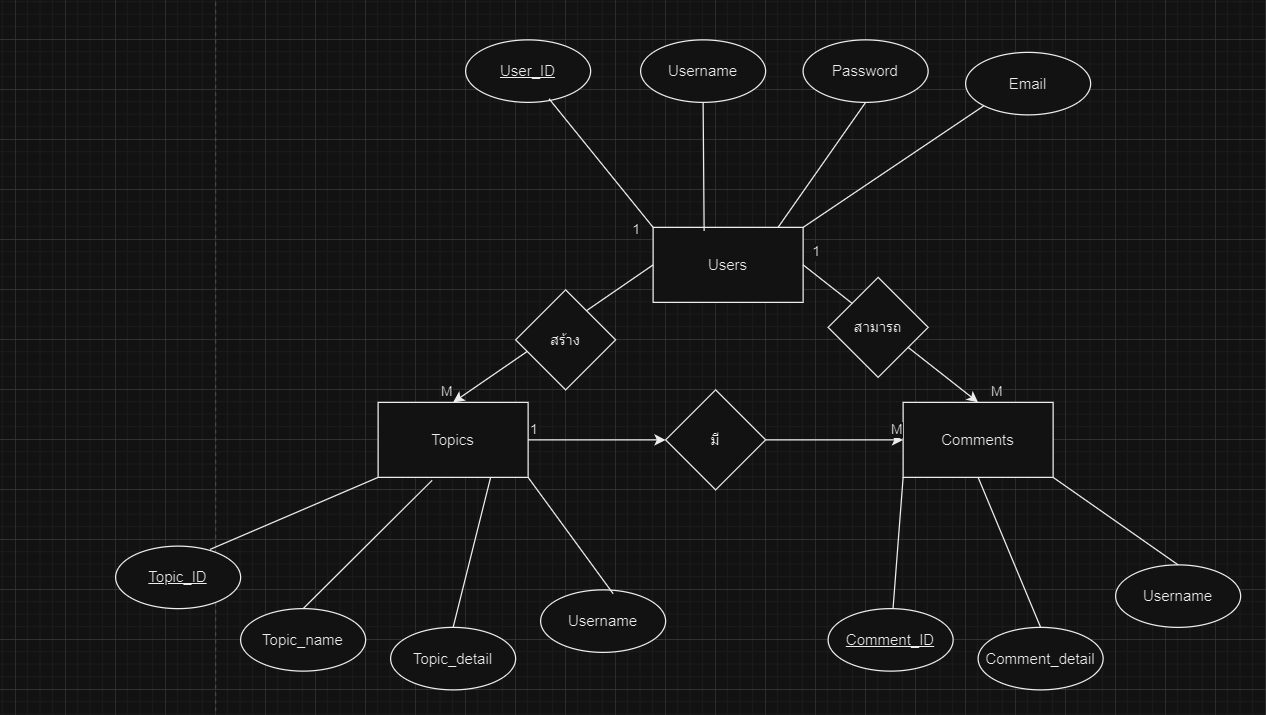 User_ID
Username
Password
Email
1
1
Users
สร้าง
สามารถ
M
M
Topics
1
มี
M
Comments
Topic_ID
Topic_name
Topic_detail
Username
Comment_ID
Comment_detail
Username